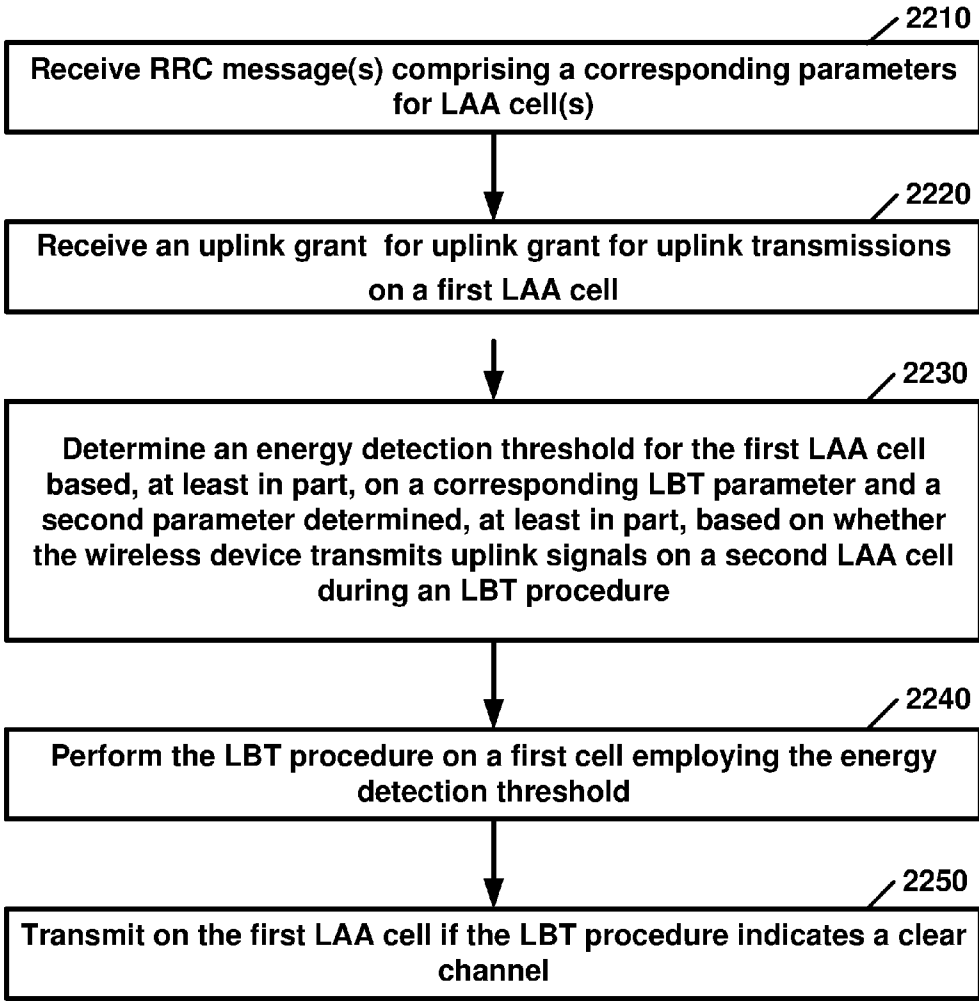 2210
Receive RRC message(s) comprising a corresponding parameters
for LAA cell(s)
2220
Receive an uplink grant for uplink grant for uplink transmissions
on a first LAA cell
2230
Determine an energy detection threshold for the first LAA cell
based, at least in part, on a corresponding LBT parameter and a
second parameter determined, at least in part, based on whether
the wireless device transmits uplink signals on a second LAA cell
during an LBT procedure
2240
Perform the LBT procedure on a first cell employing the energy
detection threshold
2250
Transmit on the first LAA cell if the LBT procedure indicates a clear
channel